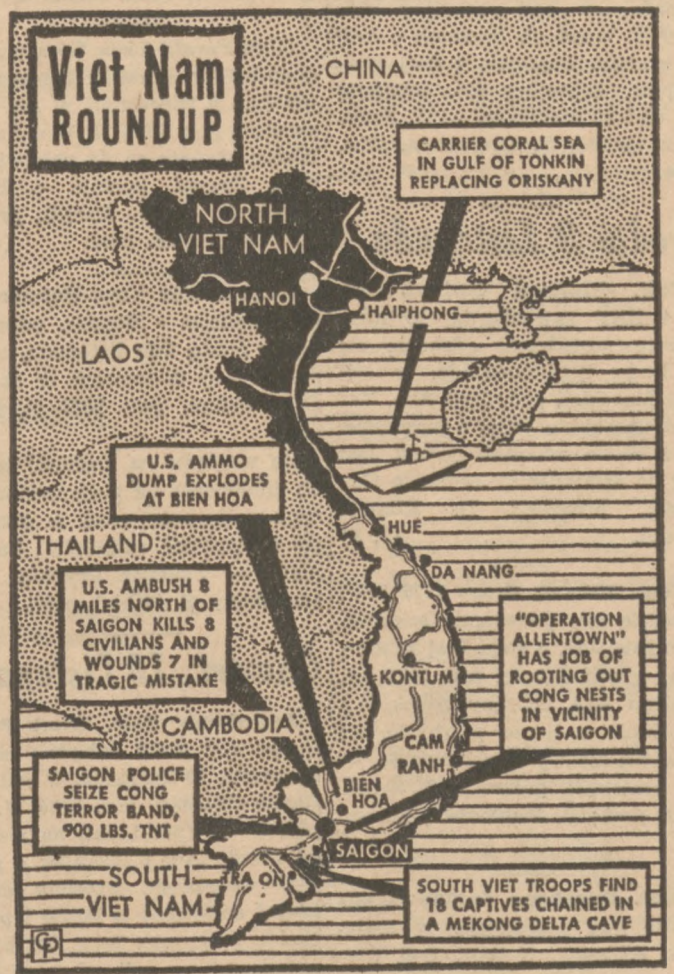 Viet Nam
ROUNDUP
CHINA
CARRIER CORAL SEA
IN GULF OF TONKIN
REPLACING ORISKANY
NORTH
VIET NAM
HANOI
HAIPHONG
LAOS
U.S. AMMO
DUMP EXPLODES
AT BIEN HOA
HUE
THAILAND
DA NANG
U.S. AMBUSH 8
MILES NORTH OF
SAIGON KILLS 8
CIVILIANS AND
WOUNDS 7 IN
TRAGIC MISTAKE
"OPERATION
ALLENTOWN"
HAS JOB OF
ROOTING OUT
CONG NESTS
IN VICINITY
OF SAIGON
KONTUM
CAMBODIA
CAM
RANH
SAIGON POLICE
SEIZE CONG
TERROR BAND,
900 LBS. TNT
BIEN
HOA
SAIGON
SOUTH
VIET NAM
TRA ON
SOUTH VIET TROOPS FIND
18 CAPTIVES CHAINED IN
A MEKONG DELTA CAVE
CP